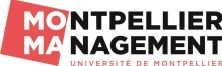 MONTPELLIER
MANAGEMENT
UNIVERSITÉ DE MONTPELLIER